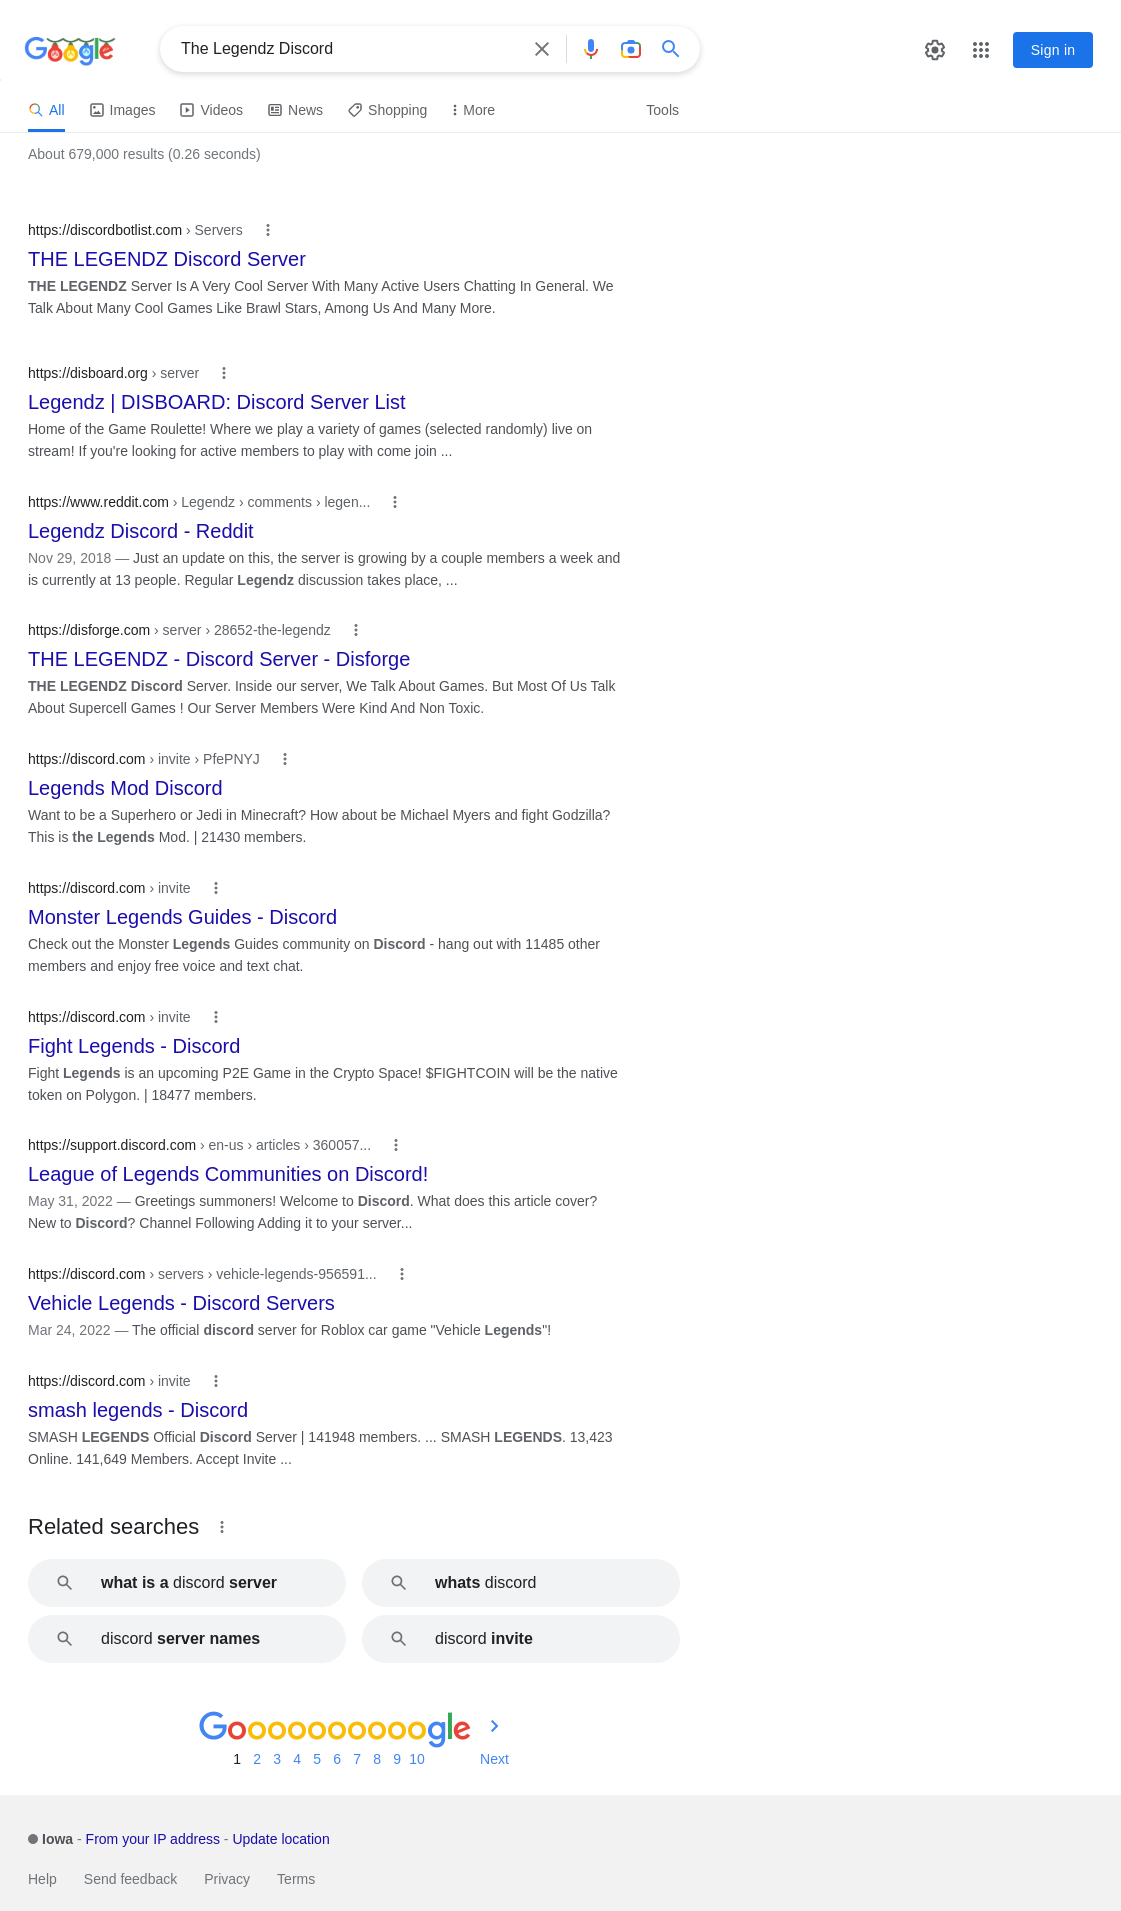 Google
The Legendz Discord
Sign in
All Images Videos News Shopping More Tools
About 679,000 results (0.26 seconds)
https://discordbotlist.com › Servers
THE LEGENDZ Discord Server
THE LEGENDZ Server Is A Very Cool Server With Many Active Users Chatting In General. We
Talk About Many Cool Games Like Brawl Stars, Among Us And Many More.
https://disboard.org › server
Legendz | DISBOARD: Discord Server List
Home of the Game Roulette! Where we play a variety of games (selected randomly) live on
stream! If you're looking for active members to play with come join ...
https://www.reddit.com › Legendz › comments › legen...
Legendz Discord - Reddit
Nov 29, 2018 — Just an update on this, the server is growing by a couple members a week and
is currently at 13 people. Regular Legendz discussion takes place, ...
https://disforge.com › server › 28652-the-legendz
THE LEGENDZ - Discord Server - Disforge
THE LEGENDZ Discord Server. Inside our server, We Talk About Games. But Most Of Us Talk
About Supercell Games ! Our Server Members Were Kind And Non Toxic.
https://discord.com › invite › PfePNYJ
Legends Mod Discord
Want to be a Superhero or Jedi in Minecraft? How about be Michael Myers and fight Godzilla?
This is the Legends Mod. | 21430 members.
https://discord.com › invite
Monster Legends Guides - Discord
Check out the Monster Legends Guides community on Discord - hang out with 11485 other
members and enjoy free voice and text chat.
https://discord.com › invite
Fight Legends - Discord
Fight Legends is an upcoming P2E Game in the Crypto Space! $FIGHTCOIN will be the native
token on Polygon. | 18477 members.
https://support.discord.com › en-us › articles › 360057...
League of Legends Communities on Discord!
May 31, 2022 — Greetings summoners! Welcome to Discord. What does this article cover?
New to Discord? Channel Following Adding it to your server...
https://discord.com › servers › vehicle-legends-956591...
Vehicle Legends - Discord Servers
Mar 24, 2022 — The official discord server for Roblox car game "Vehicle Legends"!
https://discord.com › invite
smash legends - Discord
SMASH LEGENDS Official Discord Server | 141948 members. ... SMASH LEGENDS. 13,423
Online. 141,649 Members. Accept Invite ...
Related searches
what is a discord server
whats discord
discord server names
discord invite
Goooooooooogle
1 2 3 4 5 6 7 8 9 10 Next
Iowa - From your IP address - Update location
Help Send feedback Privacy Terms